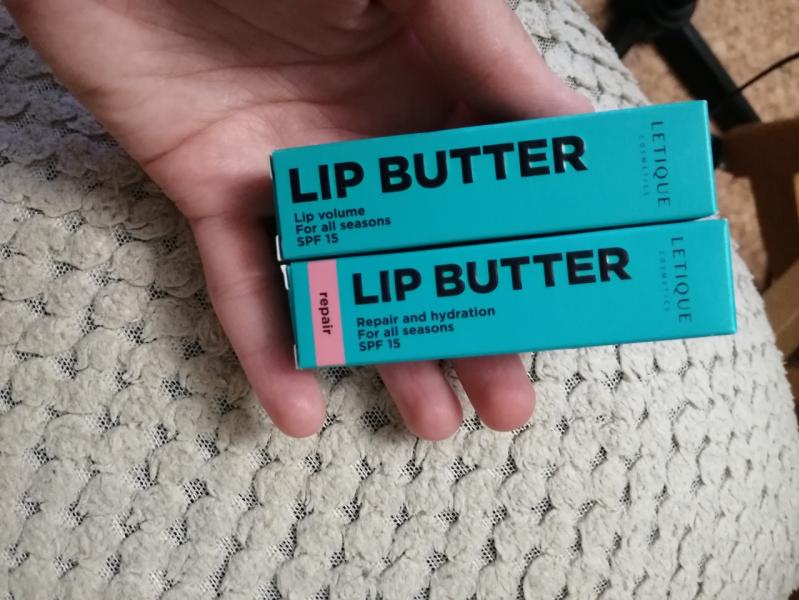 LIP BUTTER
Lip volume
For all seasons
SPF 15
LETIQUE
COSMETICS
repair
LIP BUTTER
Repair and hydration
For all seasons
SPF 15
LETIQUE
COSMETICS